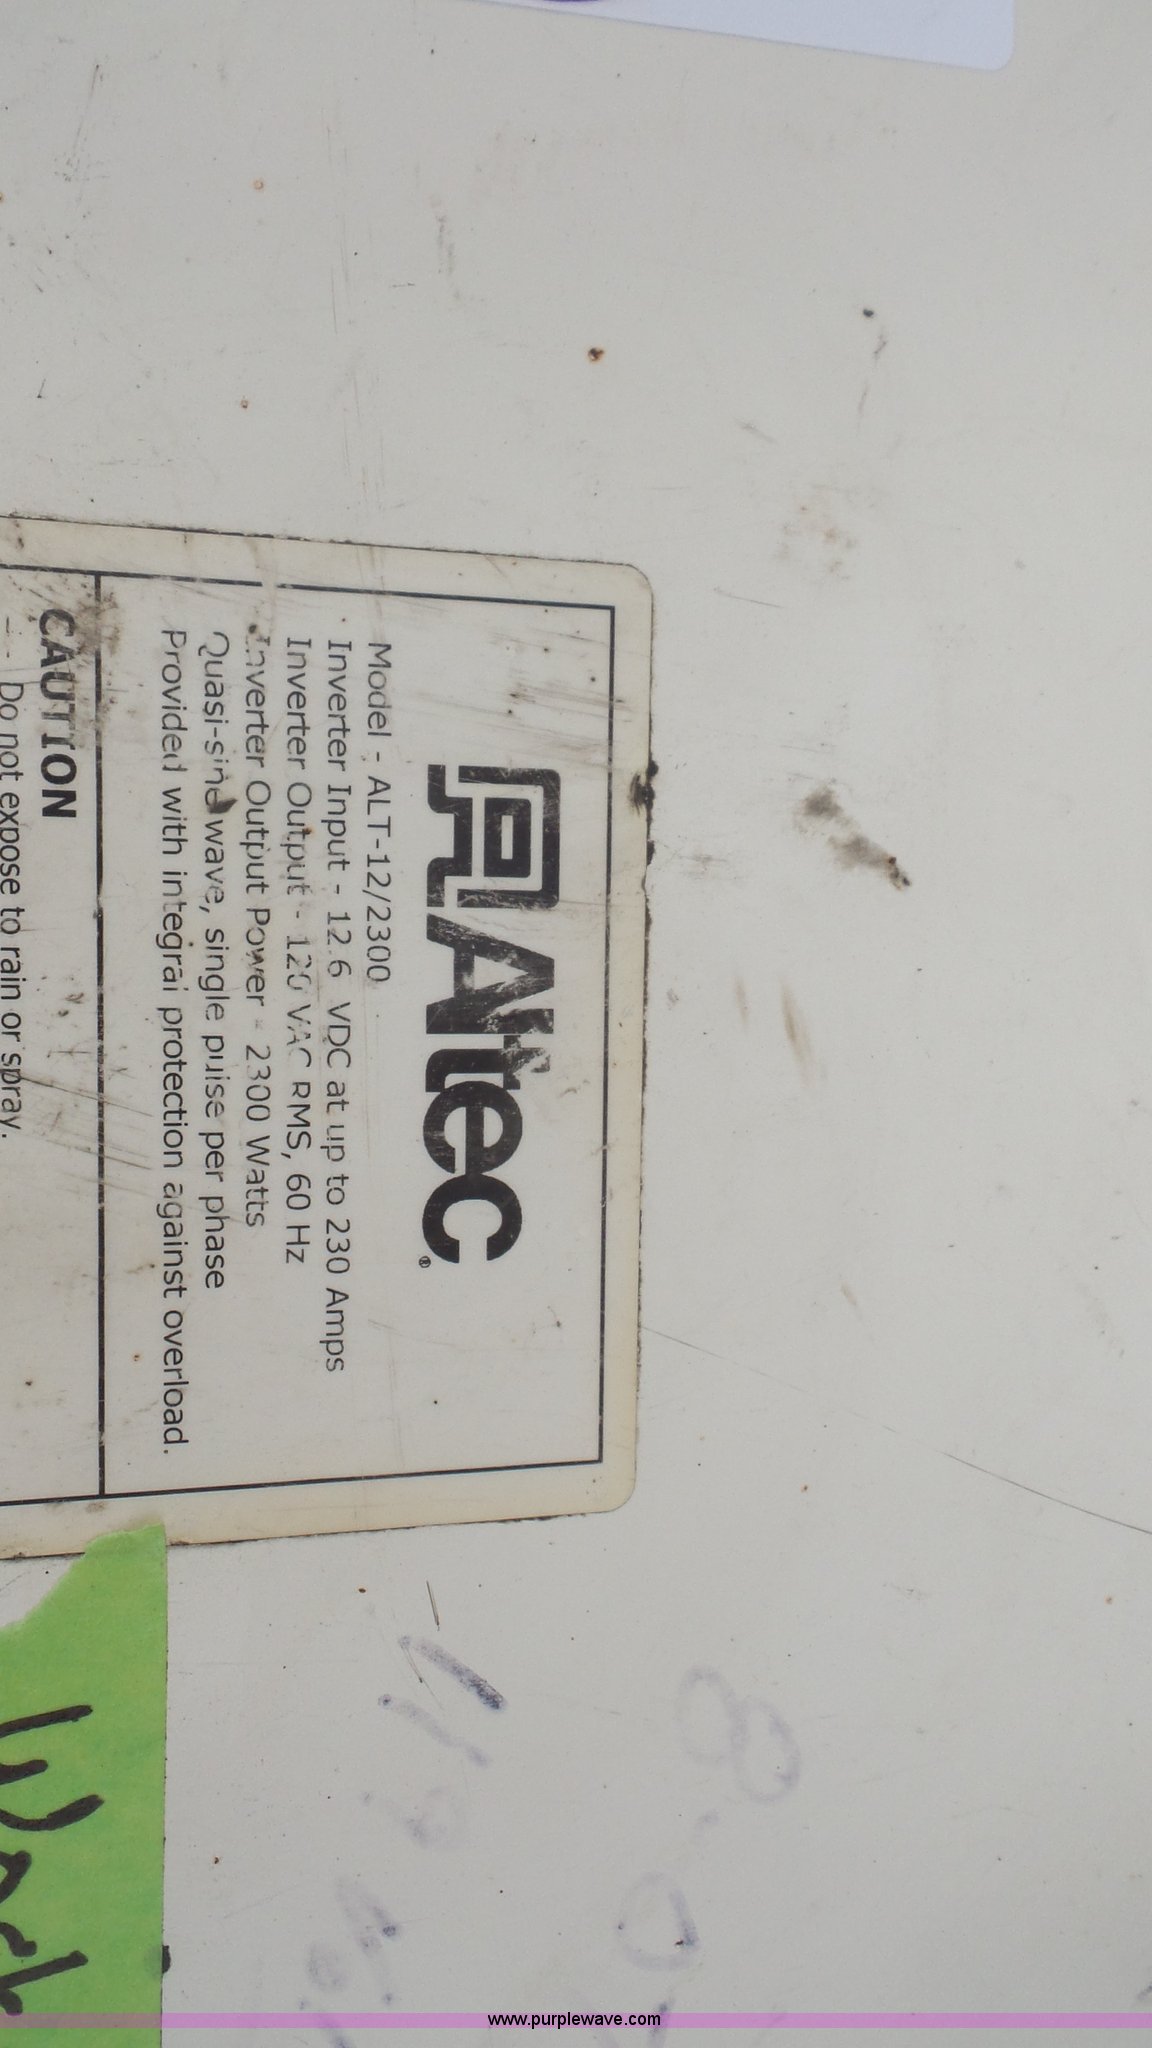 Altec®
Model - ALT-12/2300
Inverter Input - 12.6 VDC at up to 230 Amps
Inverter Output - 120 VAC RMS, 60 Hz
Inverter Output Power - 2300 Watts
Quasi-sine wave, single pulse per phase
Provided with integral protection against overload.
CAUTION
- Do not expose to rain or spray.
www.purplewave.com